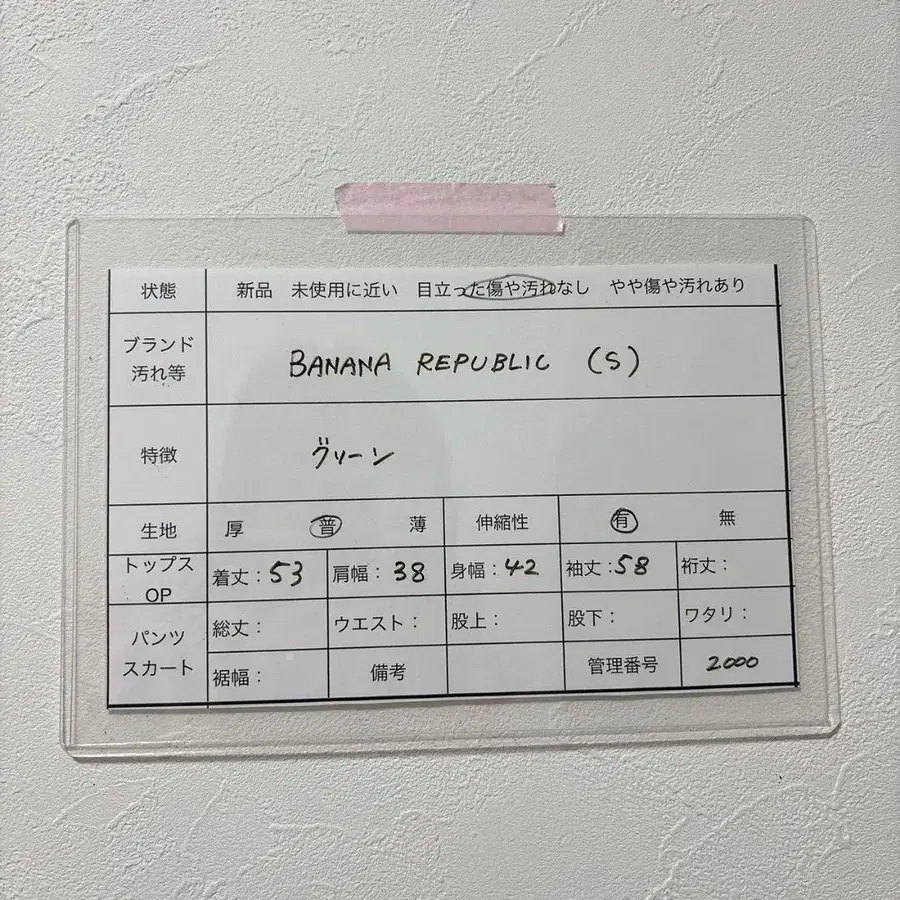 状態 新品 未使用に近い 目立った傷や汚れなし やや傷や汚れあり
ブランド
汚れ等
BANANA REPUBLIC (S)
特徴 グリーン
生地 厚 普 薄 伸縮性 有 無
トップス
OP
着丈：53 肩幅：38 身幅：42 袖丈：58 裄丈：
パンツ
スカート
総丈： ウエスト： 股上： 股下： ワタリ：
裾幅： 備考 管理番号 2000